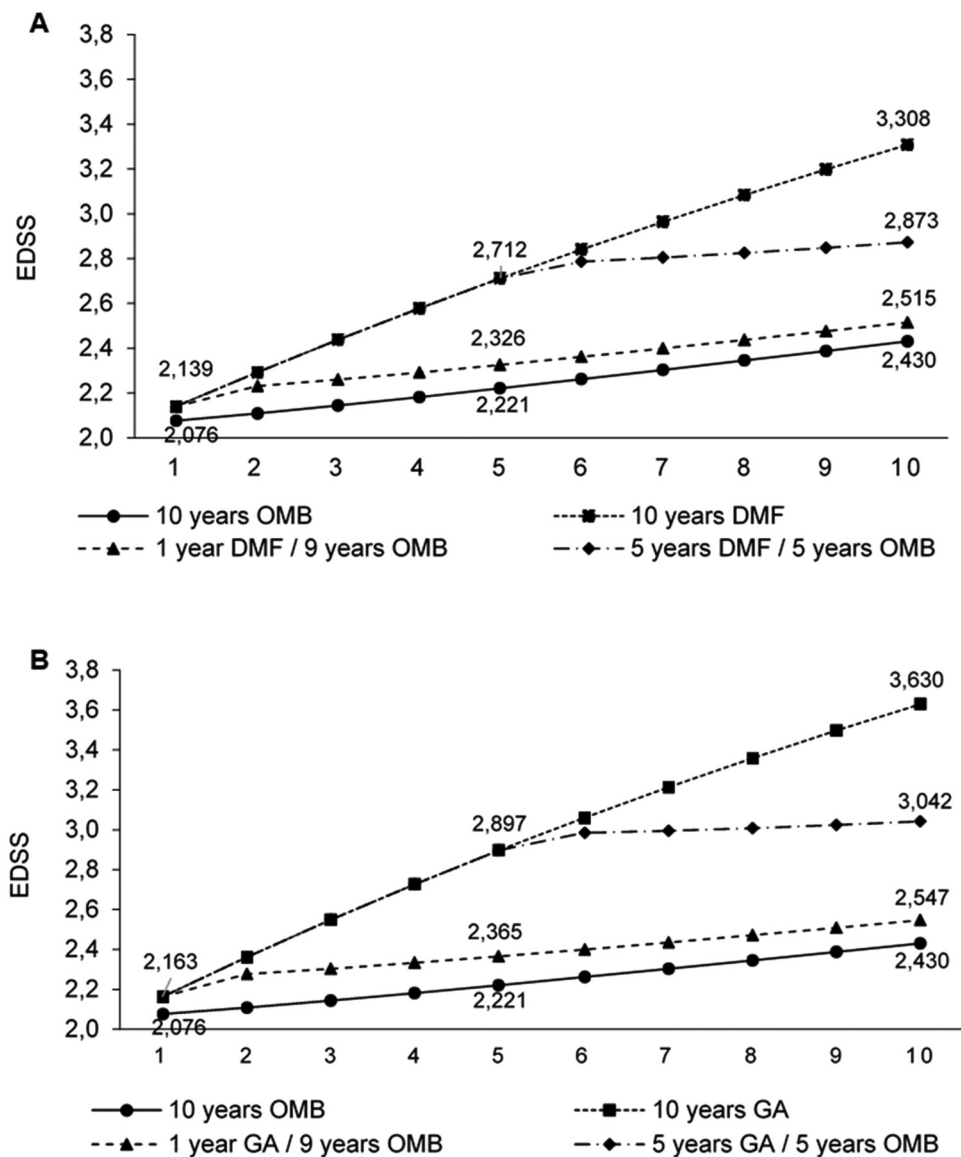 A
3,8
3,6
3,4
3,2
3,0
2,8
2,6
2,4
2,2
2,0
EDSS
3,308
2,873
2,712
2,515
2,326
2,430
2,139
2,221
2,076
1 2 3 4 5 6 7 8 9 10
10 years OMB
10 years DMF
1 year DMF / 9 years OMB
5 years DMF / 5 years OMB
B
3,8
3,6
3,4
3,2
3,0
2,8
2,6
2,4
2,2
2,0
EDSS
3,630
3,042
2,897
2,547
2,365
2,430
2,163
2,221
2,076
1 2 3 4 5 6 7 8 9 10
10 years OMB
10 years GA
1 year GA / 9 years OMB
5 years GA / 5 years OMB